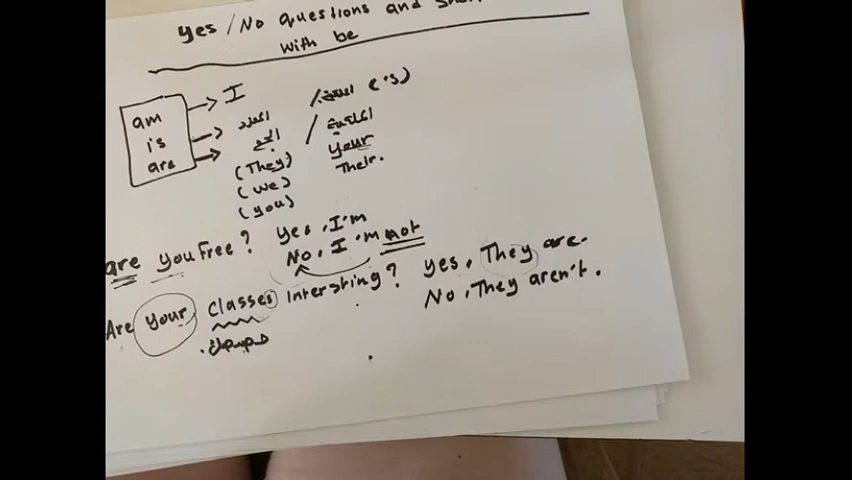 Yes / No questions and
with be
am → I
is →
are → (They) your
(we) Their.
(you)
are you Free? yes, I'm
No, I'm not
Are your classes intersting? yes, They are.
No, They aren't.